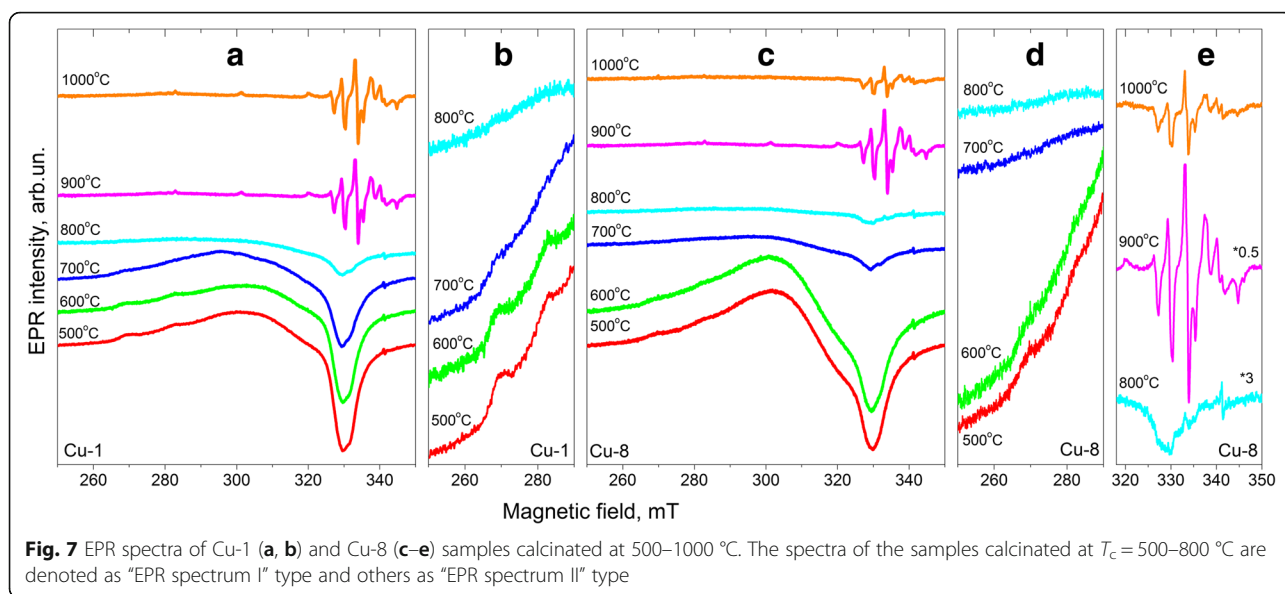 a
b
c
d
e
1000°C
900°C
800°C
700°C
600°C
500°C
Cu-1
800°C
700°C
600°C
500°C
Cu-1
1000°C
900°C
800°C
700°C
600°C
500°C
Cu-8
800°C
700°C
600°C
500°C
Cu-8
1000°C
900°C
*0.5
800°C
*3
Cu-8
EPR intensity, arb.un.
260 280 300 320 340 260 280 260 280 300 320 340 260 280 320 330 340 350
Magnetic field, mT
Fig. 7 EPR spectra of Cu-1 (a, b) and Cu-8 (c–e) samples calcinated at 500–1000 °C. The spectra of the samples calcinated at Tc = 500–800 °C are
denoted as “EPR spectrum I” type and others as “EPR spectrum II” type